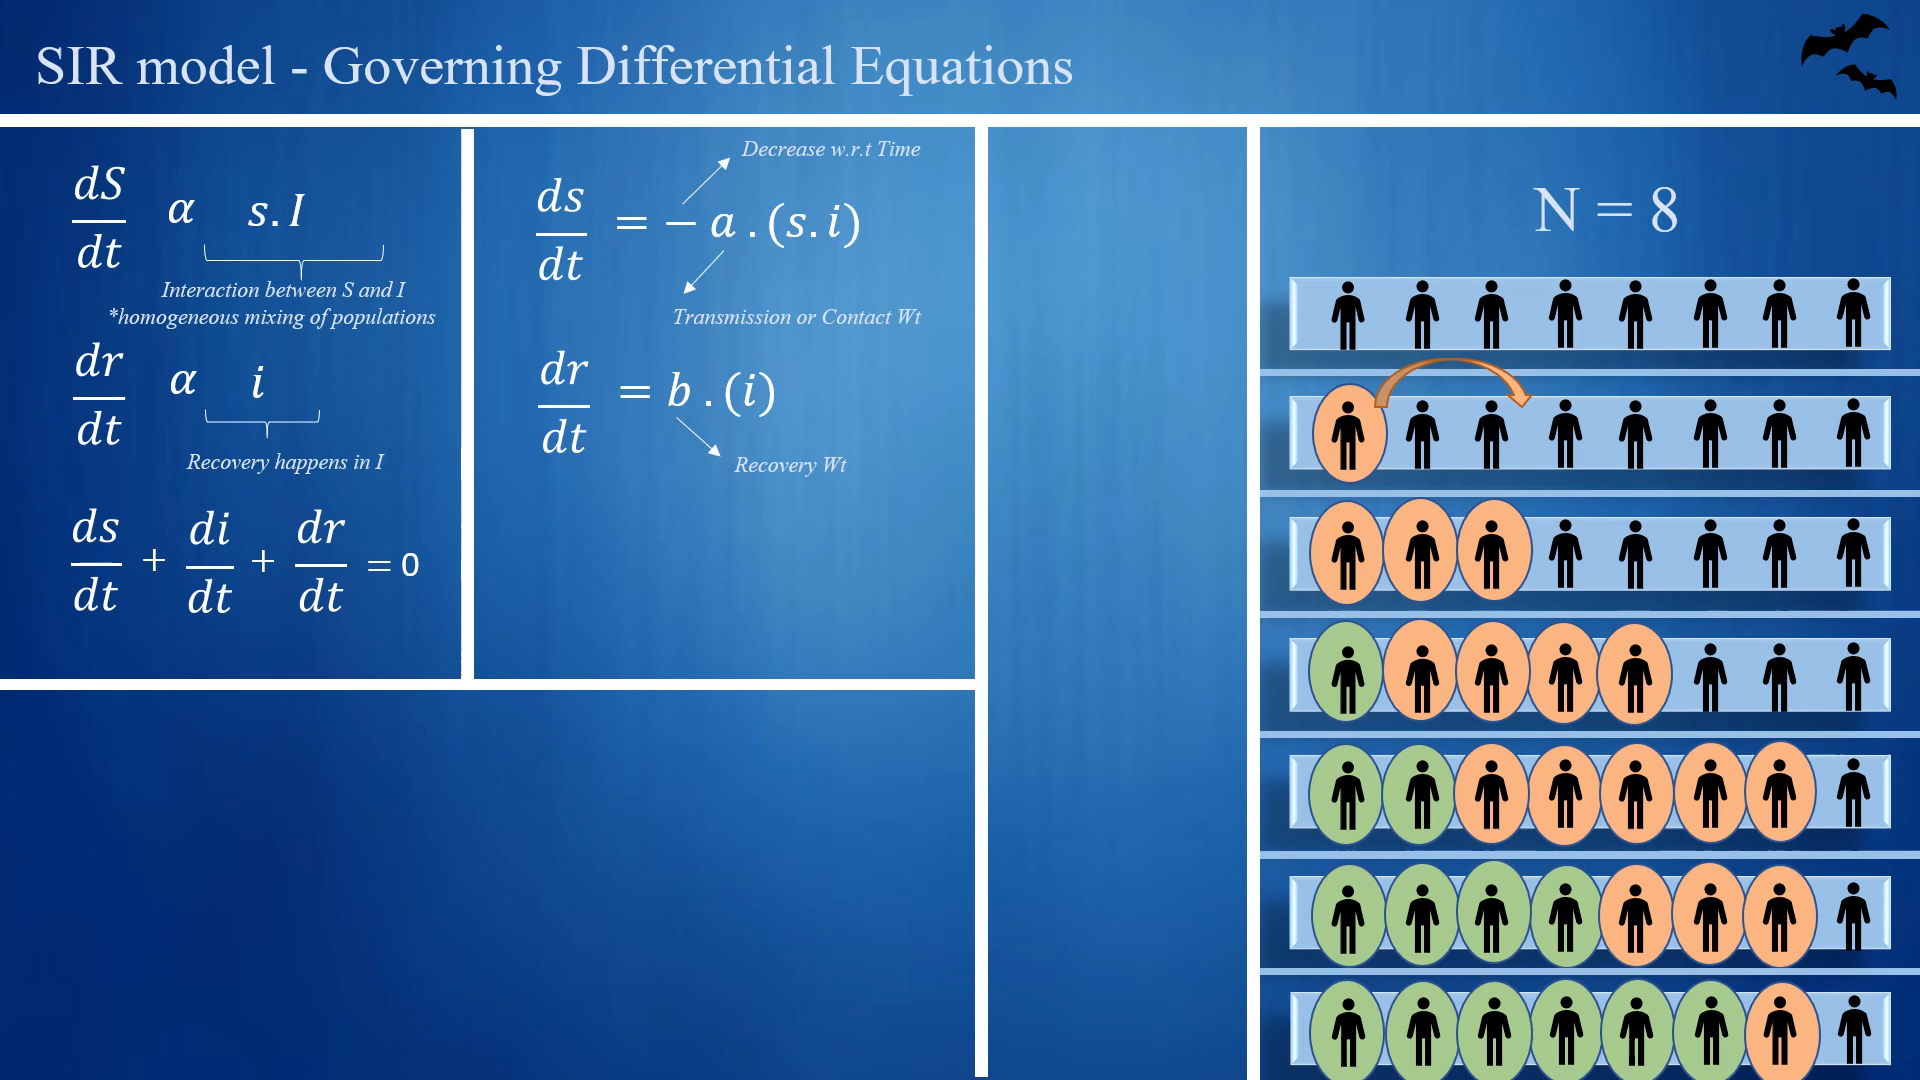 SIR model - Governing Differential Equations
dS/dt α s.I
Interaction between S and I
*homogeneous mixing of populations
dr/dt α i
Recovery happens in I
ds/dt + di/dt + dr/dt = 0
Decrease w.r.t Time
ds/dt = − a . (s.i)
Transmission or Contact Wt
dr/dt = b . (i)
Recovery Wt
N = 8